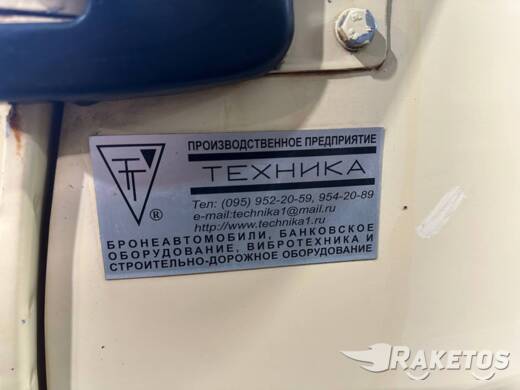 ПРОИЗВОДСТВЕННОЕ ПРЕДПРИЯТИЕ
ТЕХНИКА
Тел: (095) 952-20-59, 954-20-89
e-mail:technika1@mail.ru
http://www.technika1.ru
®
БРОНЕАВТОМОБИЛИ, БАНКОВСКОЕ
ОБОРУДОВАНИЕ, ВИБРОТЕХНИКА И
СТРОИТЕЛЬНО-ДОРОЖНОЕ ОБОРУДОВАНИЕ
RAKETOS